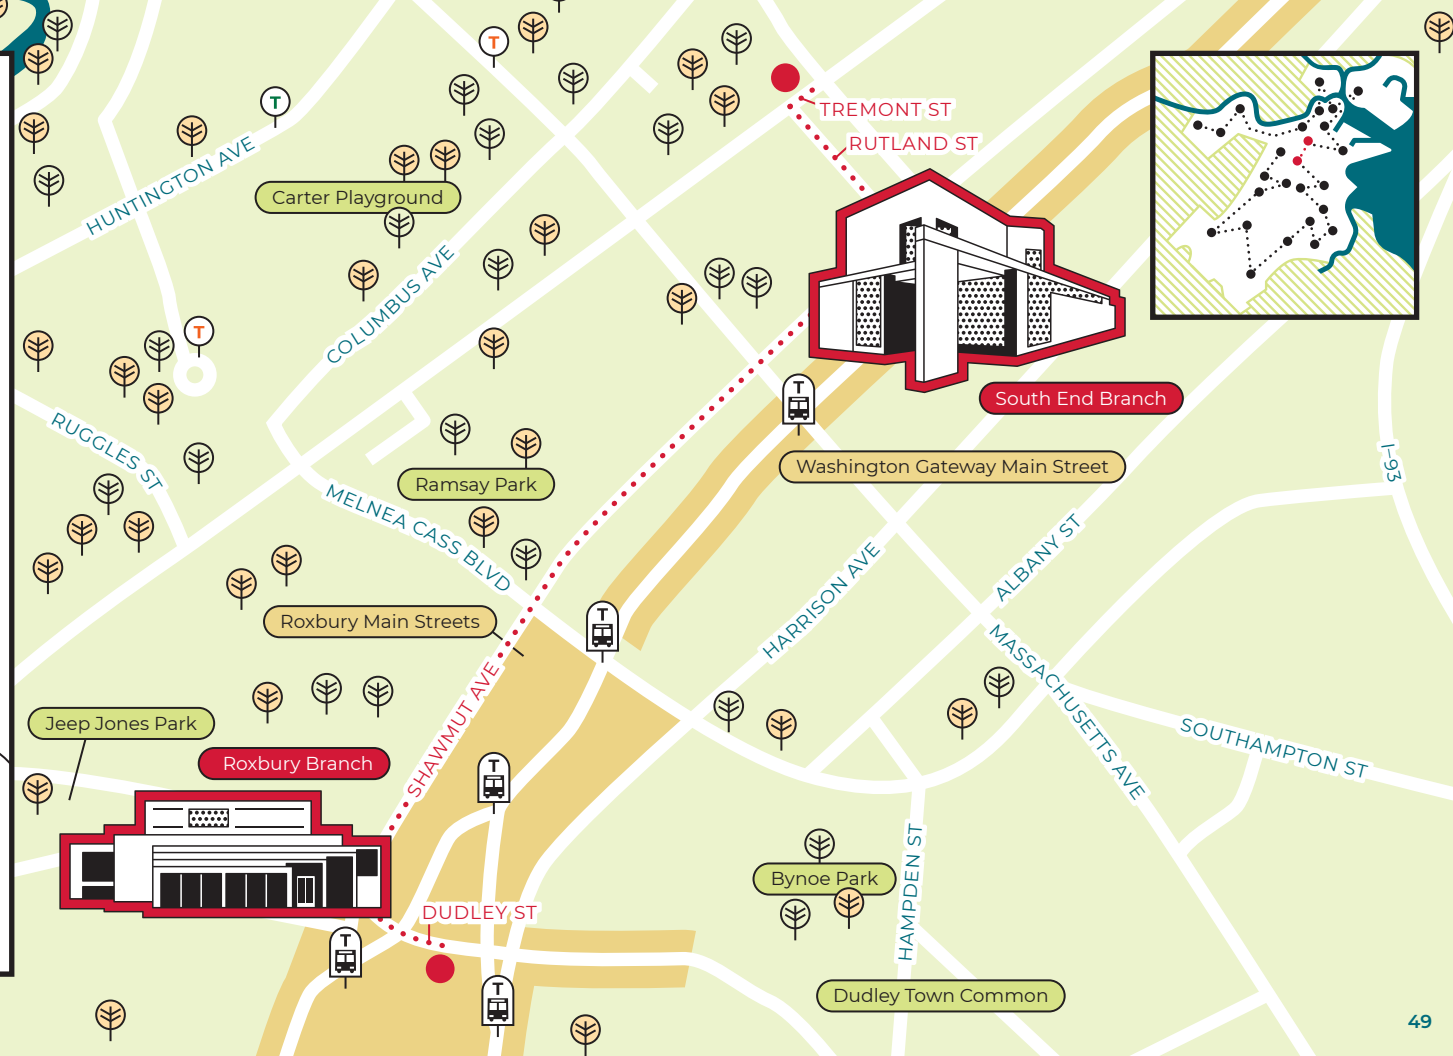 T
T
TREMONT ST
RUTLAND ST
HUNTINGTON AVE
Carter Playground
COLUMBUS AVE
T
T
South End Branch
RUGGLES ST
I-93
Washington Gateway Main Street
Ramsay Park
MELNEA CASS BLVD
ALBANY ST
HARRISON AVE
Roxbury Main Streets
T
MASSACHUSETTS AVE
SHAWMUT AVE
Jeep Jones Park
SOUTHAMPTON ST
Roxbury Branch
T
HAMPDEN ST
Bynoe Park
DUDLEY ST
T
T
Dudley Town Common
49